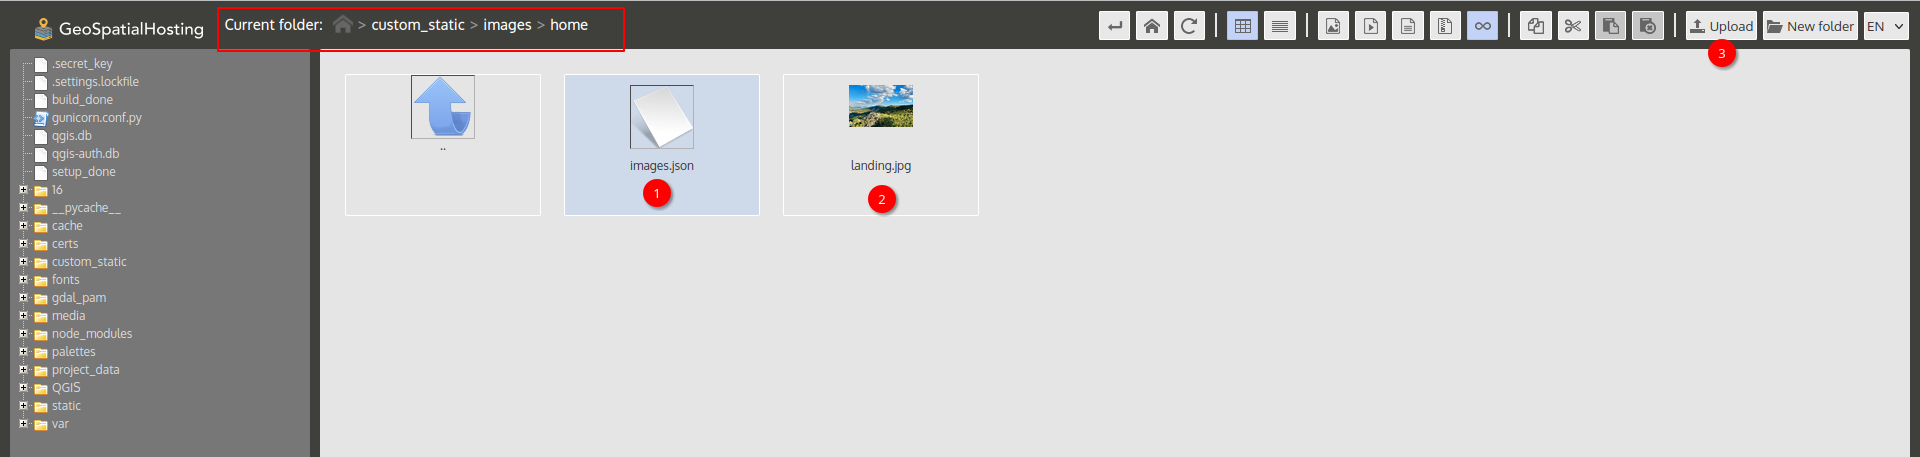 GeoSpatialHosting
Current folder: > custom_static > images > home
Upload
New folder
EN
3
.secret_key
.settings.lockfile
build_done
gunicorn.conf.py
qgis.db
qgis-auth.db
setup_done
16
__pycache__
cache
certs
custom_static
fonts
gdal_pam
media
node_modules
palettes
project_data
QGIS
static
var
..
images.json
1
landing.jpg
2